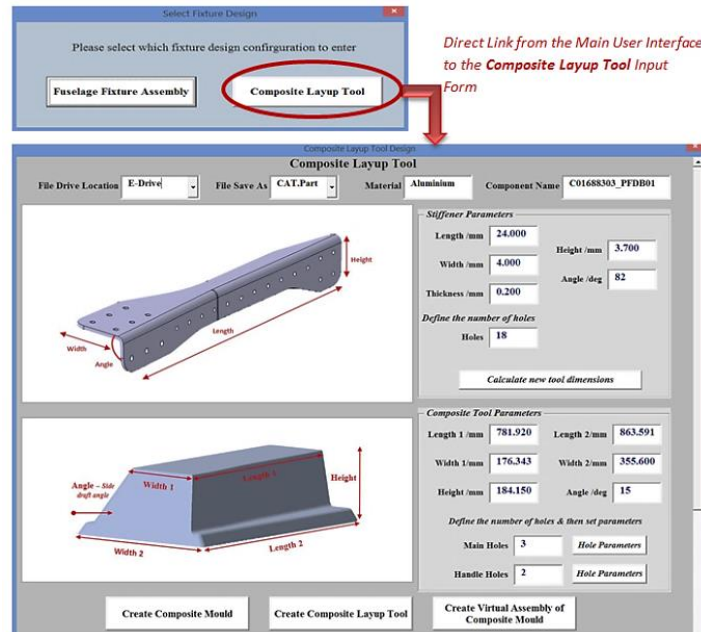 Select Fixture Design
Please select which fixture design confirguration to enter
Fuselage Fixture Assembly
Composite Layup Tool
Direct Link from the Main User Interface
to the Composite Layup Tool Input
Form
Composite Layup Tool Design
Composite Layup Tool
File Drive Location E-Drive File Save As CAT.Part Material Aluminium Component Name C01688303_PFDB01
Height
Length
Width
Angle
Stiffener Parameters
Length /mm 24.000
Height /mm 3.700
Width /mm 4.000
Angle /deg 82
Thickness /mm 0.200
Define the number of holes
Holes 18
Calculate new tool dimensions
Angle – Side
draft angle
Width 1
Length 1
Height
Width 2
Length 2
Composite Tool Parameters
Length 1 /mm 781.920 Length 2/mm 863.591
Width 1/mm 176.343 Width 2/mm 355.600
Height /mm 184.150 Angle /deg 15
Define the number of holes & then set parameters
Main Holes 3 Hole Parameters
Handle Holes 2 Hole Parameters
Create Composite Mould
Create Composite Layup Tool
Create Virtual Assembly of
Composite Mould